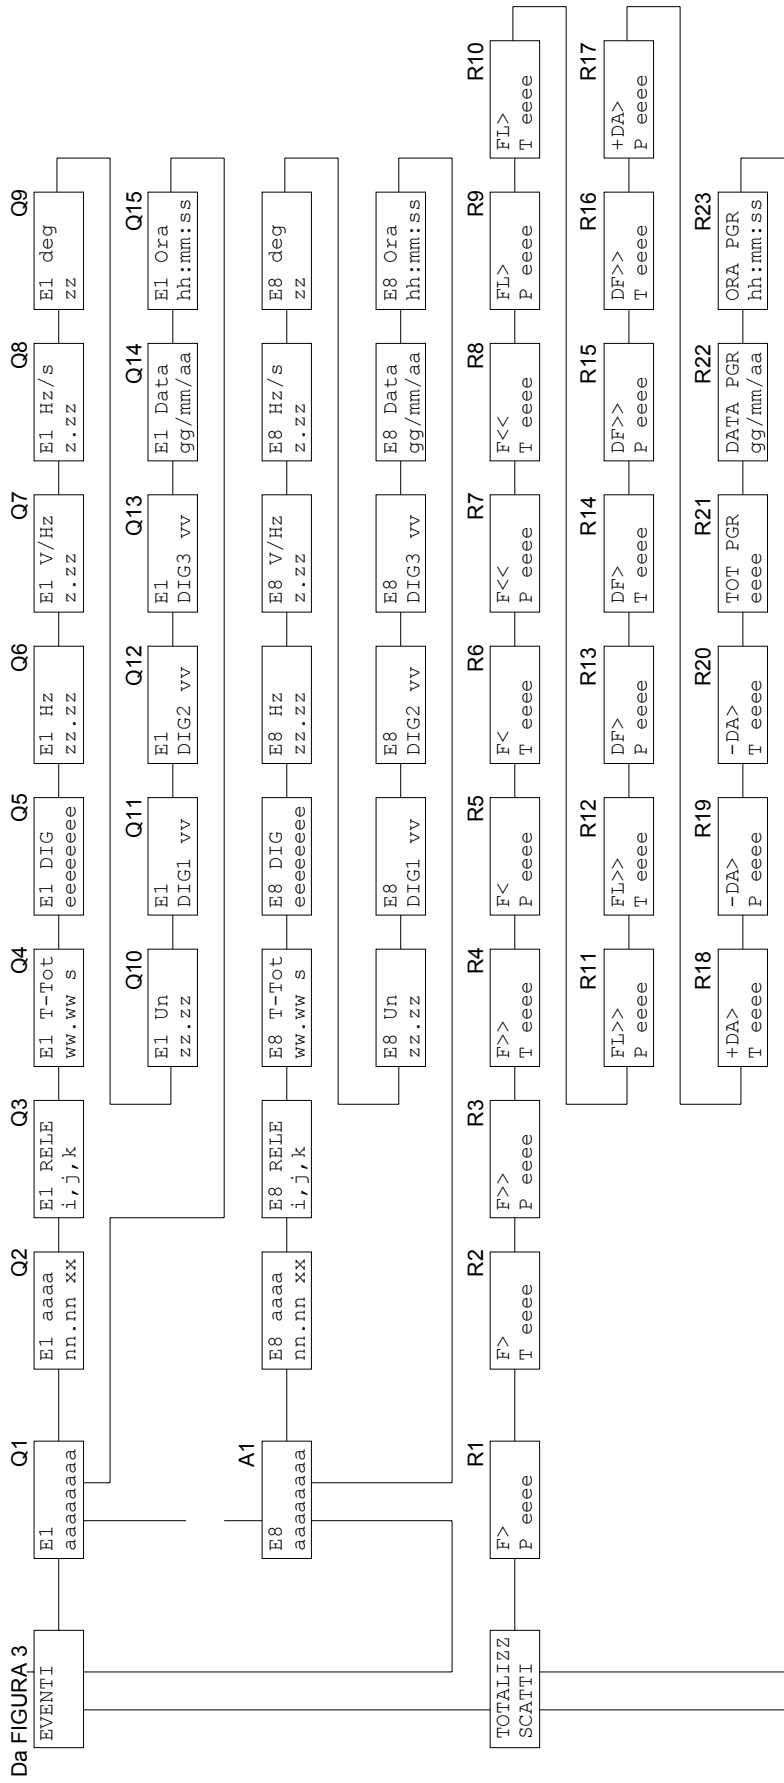 Da FIGURA 3
EVENTI
Q1
E1
aaaaaaaaa
Q2
E1 aaaa
nn.nn xx
Q3
E1 RELE
i,j,k
Q4
E1 T-Tot
ww.ww s
Q5
E1 DIG
eeeeeeeee
Q6
E1 Hz
zz.zz
Q7
E1 V/Hz
z.zz
Q8
E1 Hz/s
z.zz
Q9
E1 deg
zz
Q10
E1 Un
zz.zz
Q11
E1
DIG1 vv
Q12
E1
DIG2 vv
Q13
E1
DIG3 vv
Q14
E1 Data
gg/mm/aa
Q15
E1 Ora
hh:mm:ss
A1
E8
aaaaaaaaa
E8 aaaa
nn.nn xx
E8 RELE
i,j,k
E8 T-Tot
ww.ww s
E8 DIG
eeeeeeeee
E8 Hz
zz.zz
E8 V/Hz
z.zz
E8 Hz/s
z.zz
E8 deg
zz
E8 Un
zz.zz
E8
DIG1 vv
E8
DIG2 vv
E8
DIG3 vv
E8 Data
gg/mm/aa
E8 Ora
hh:mm:ss
TOTALIZZ
SCATTI
R1
F>
P eeee
R2
F>
T eeee
R3
F>>
P eeee
R4
F>>
T eeee
R5
F<
P eeee
R6
F<
T eeee
R7
F<<
P eeee
R8
F<<
T eeee
R9
FL>
P eeee
R10
FL>
T eeee
R11
FL>>
P eeee
R12
FL>>
T eeee
R13
DF>
P eeee
R14
DF>
T eeee
R15
DF>>
P eeee
R16
DF>>
T eeee
R17
+DA>
P eeee
R18
+DA>
T eeee
R19
-DA>
P eeee
R20
-DA>
T eeee
R21
TOT PGR
eeee
R22
DATA PGR
gg/mm/aa
R23
ORA PGR
hh:mm:ss